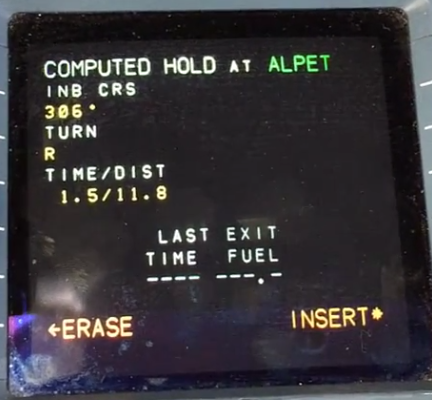 COMPUTED HOLD AT ALPET
INB CRS
306°
TURN
R
TIME/DIST
1.5/11.8
LAST EXIT
TIME FUEL
---- ---.-
←ERASE INSERT*